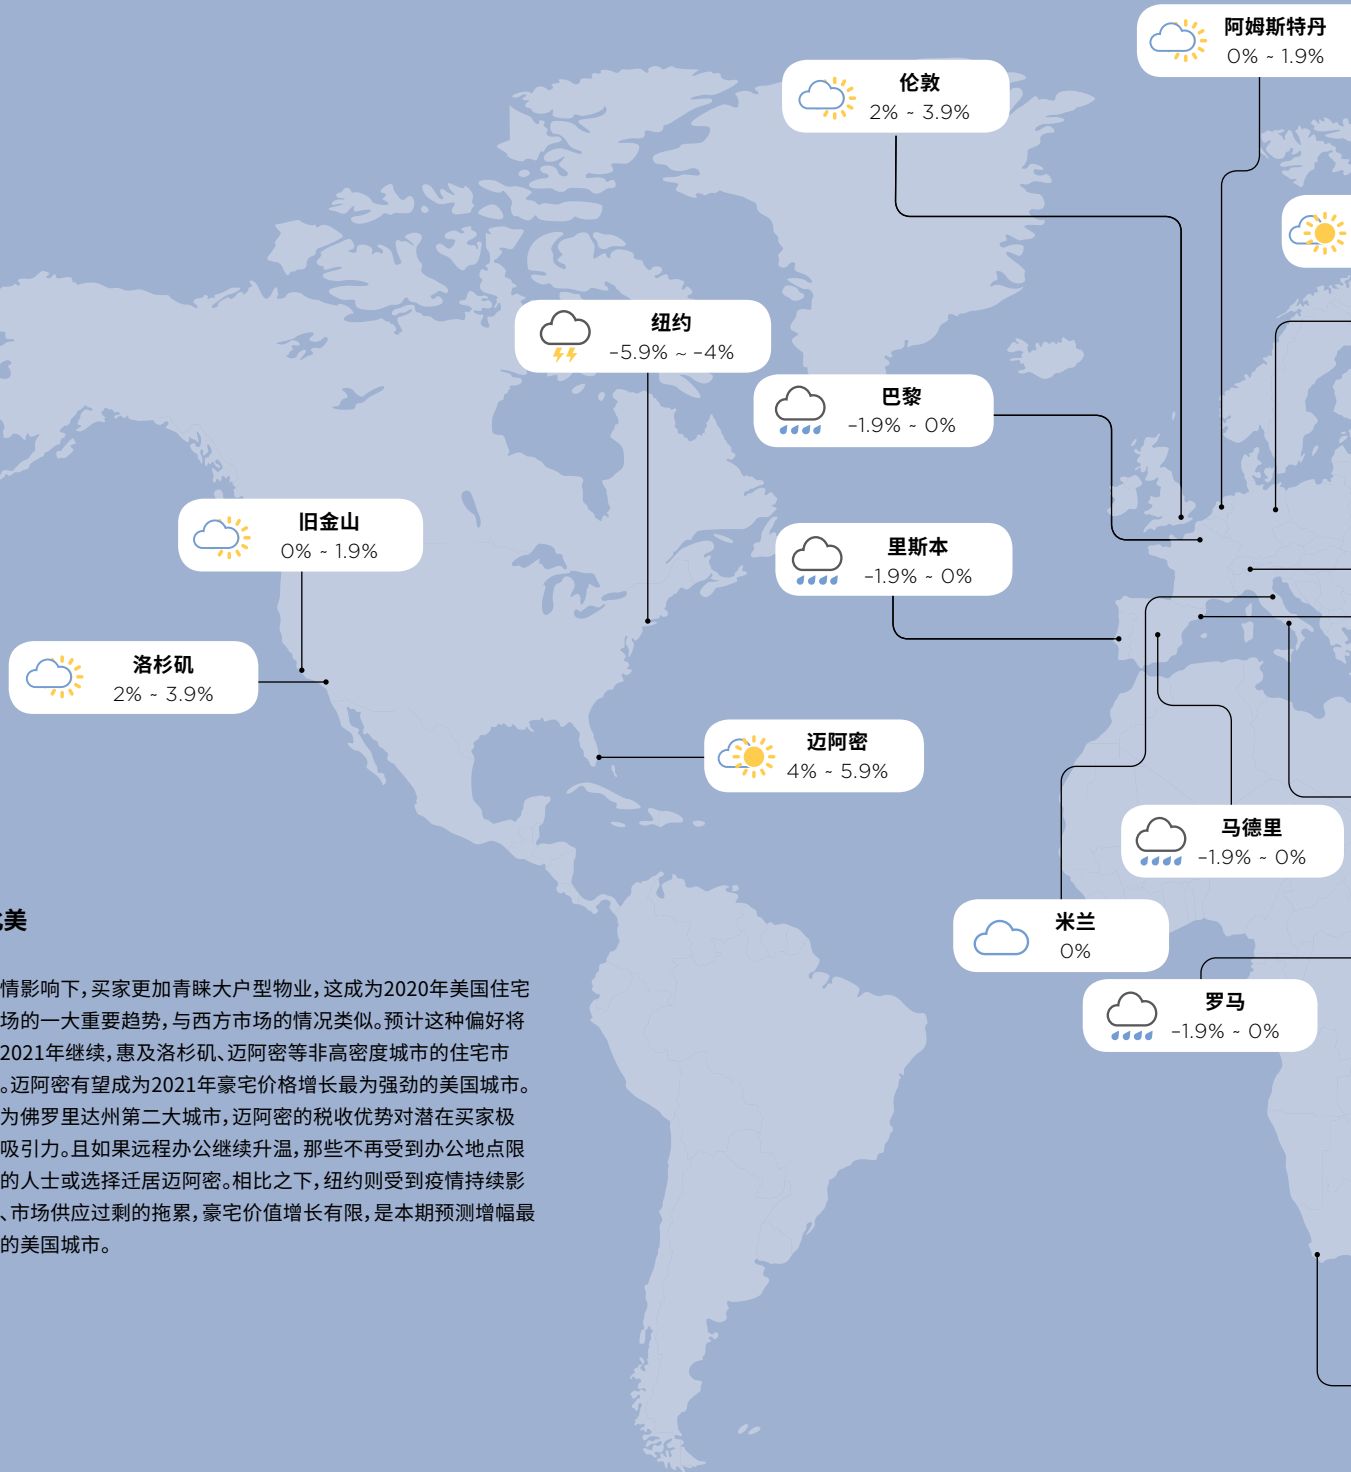 阿姆斯特丹
0% ~ 1.9%
伦敦
2% ~ 3.9%
纽约
–5.9% ~ –4%
巴黎
–1.9% ~ 0%
旧金山
0% ~ 1.9%
里斯本
–1.9% ~ 0%
洛杉矶
2% ~ 3.9%
迈阿密
4% ~ 5.9%
马德里
–1.9% ~ 0%
米兰
0%
罗马
–1.9% ~ 0%
美
情影响下，买家更加青睐大户型物业，这成为2020年美国住宅
场的一大重要趋势，与西方市场的情况类似。预计这种偏好将
2021年继续，惠及洛杉矶、迈阿密等非高密度城市的住宅市
。迈阿密有望成为2021年豪宅价格增长最为强劲的美国城市。
为佛罗里达州第二大城市，迈阿密的税收优势对潜在买家极
吸引力。且如果远程办公继续升温，那些不再受到办公地点限
的人士或选择迁居迈阿密。相比之下，纽约则受到疫情持续影
、市场供应过剩的拖累，豪宅价值增长有限，是本期预测增幅最
的美国城市。